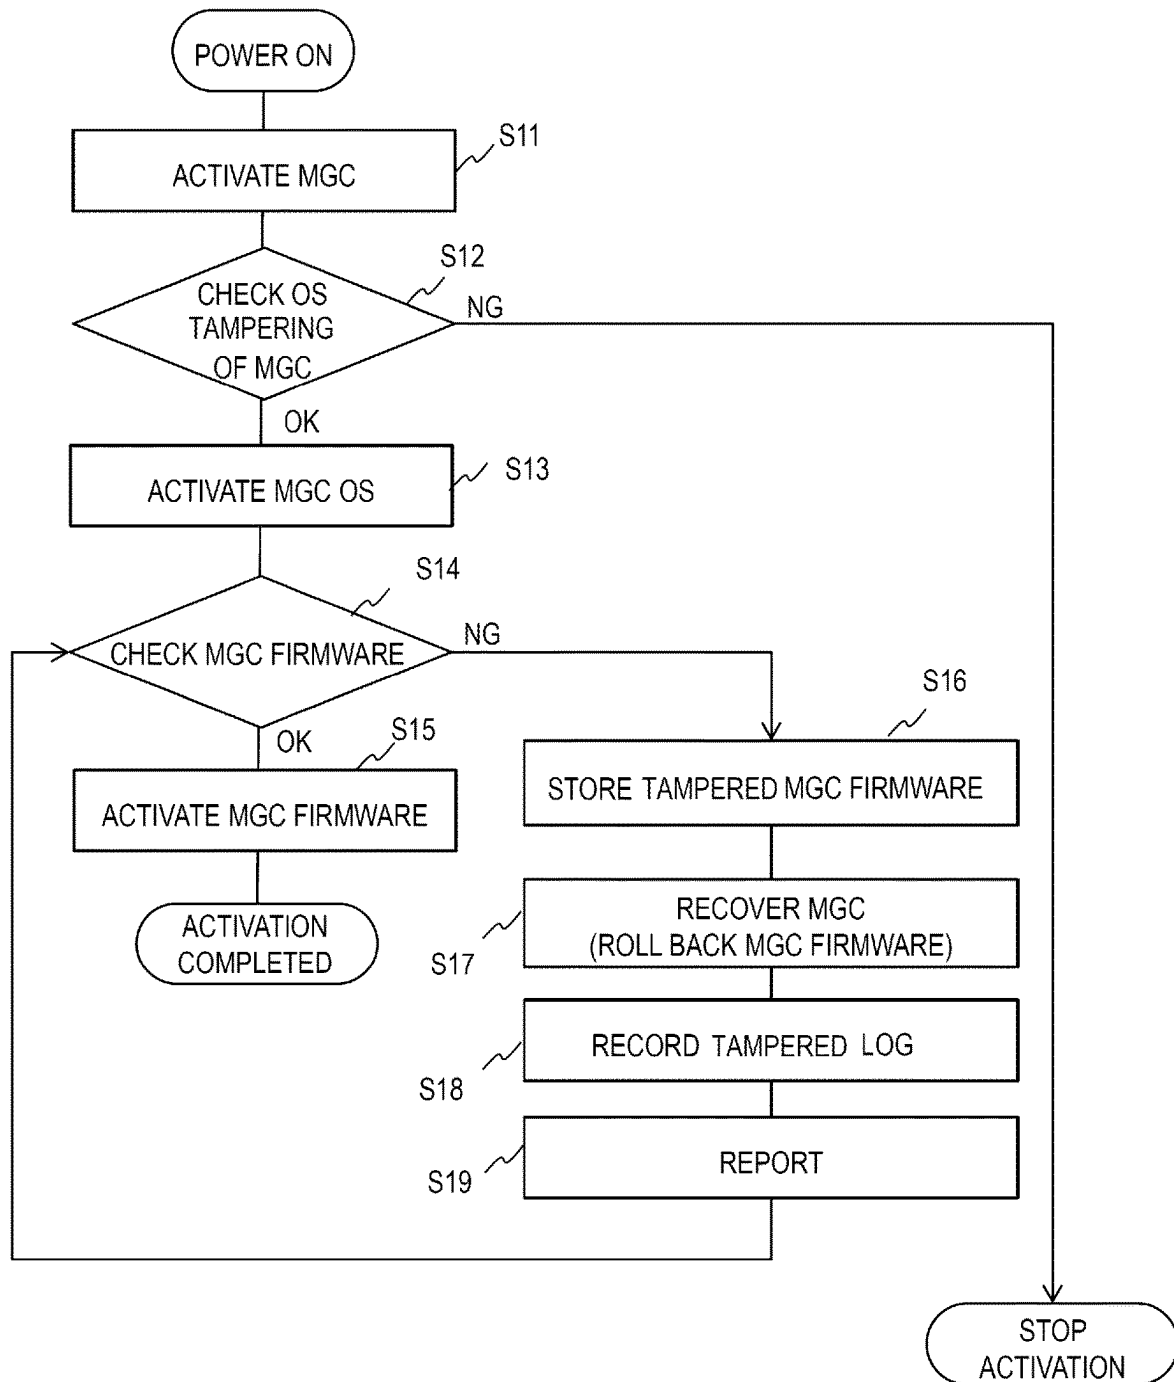 POWER ON
S11
ACTIVATE MGC
S12
CHECK OS
TAMPERING
OF MGC
NG
OK
S13
ACTIVATE MGC OS
S14
CHECK MGC FIRMWARE
NG
OK
S15
ACTIVATE MGC FIRMWARE
ACTIVATION
COMPLETED
S16
STORE TAMPERED MGC FIRMWARE
RECOVER MGC
(ROLL BACK MGC FIRMWARE)
S17
RECORD TAMPERED LOG
S18
REPORT
S19
STOP
ACTIVATION